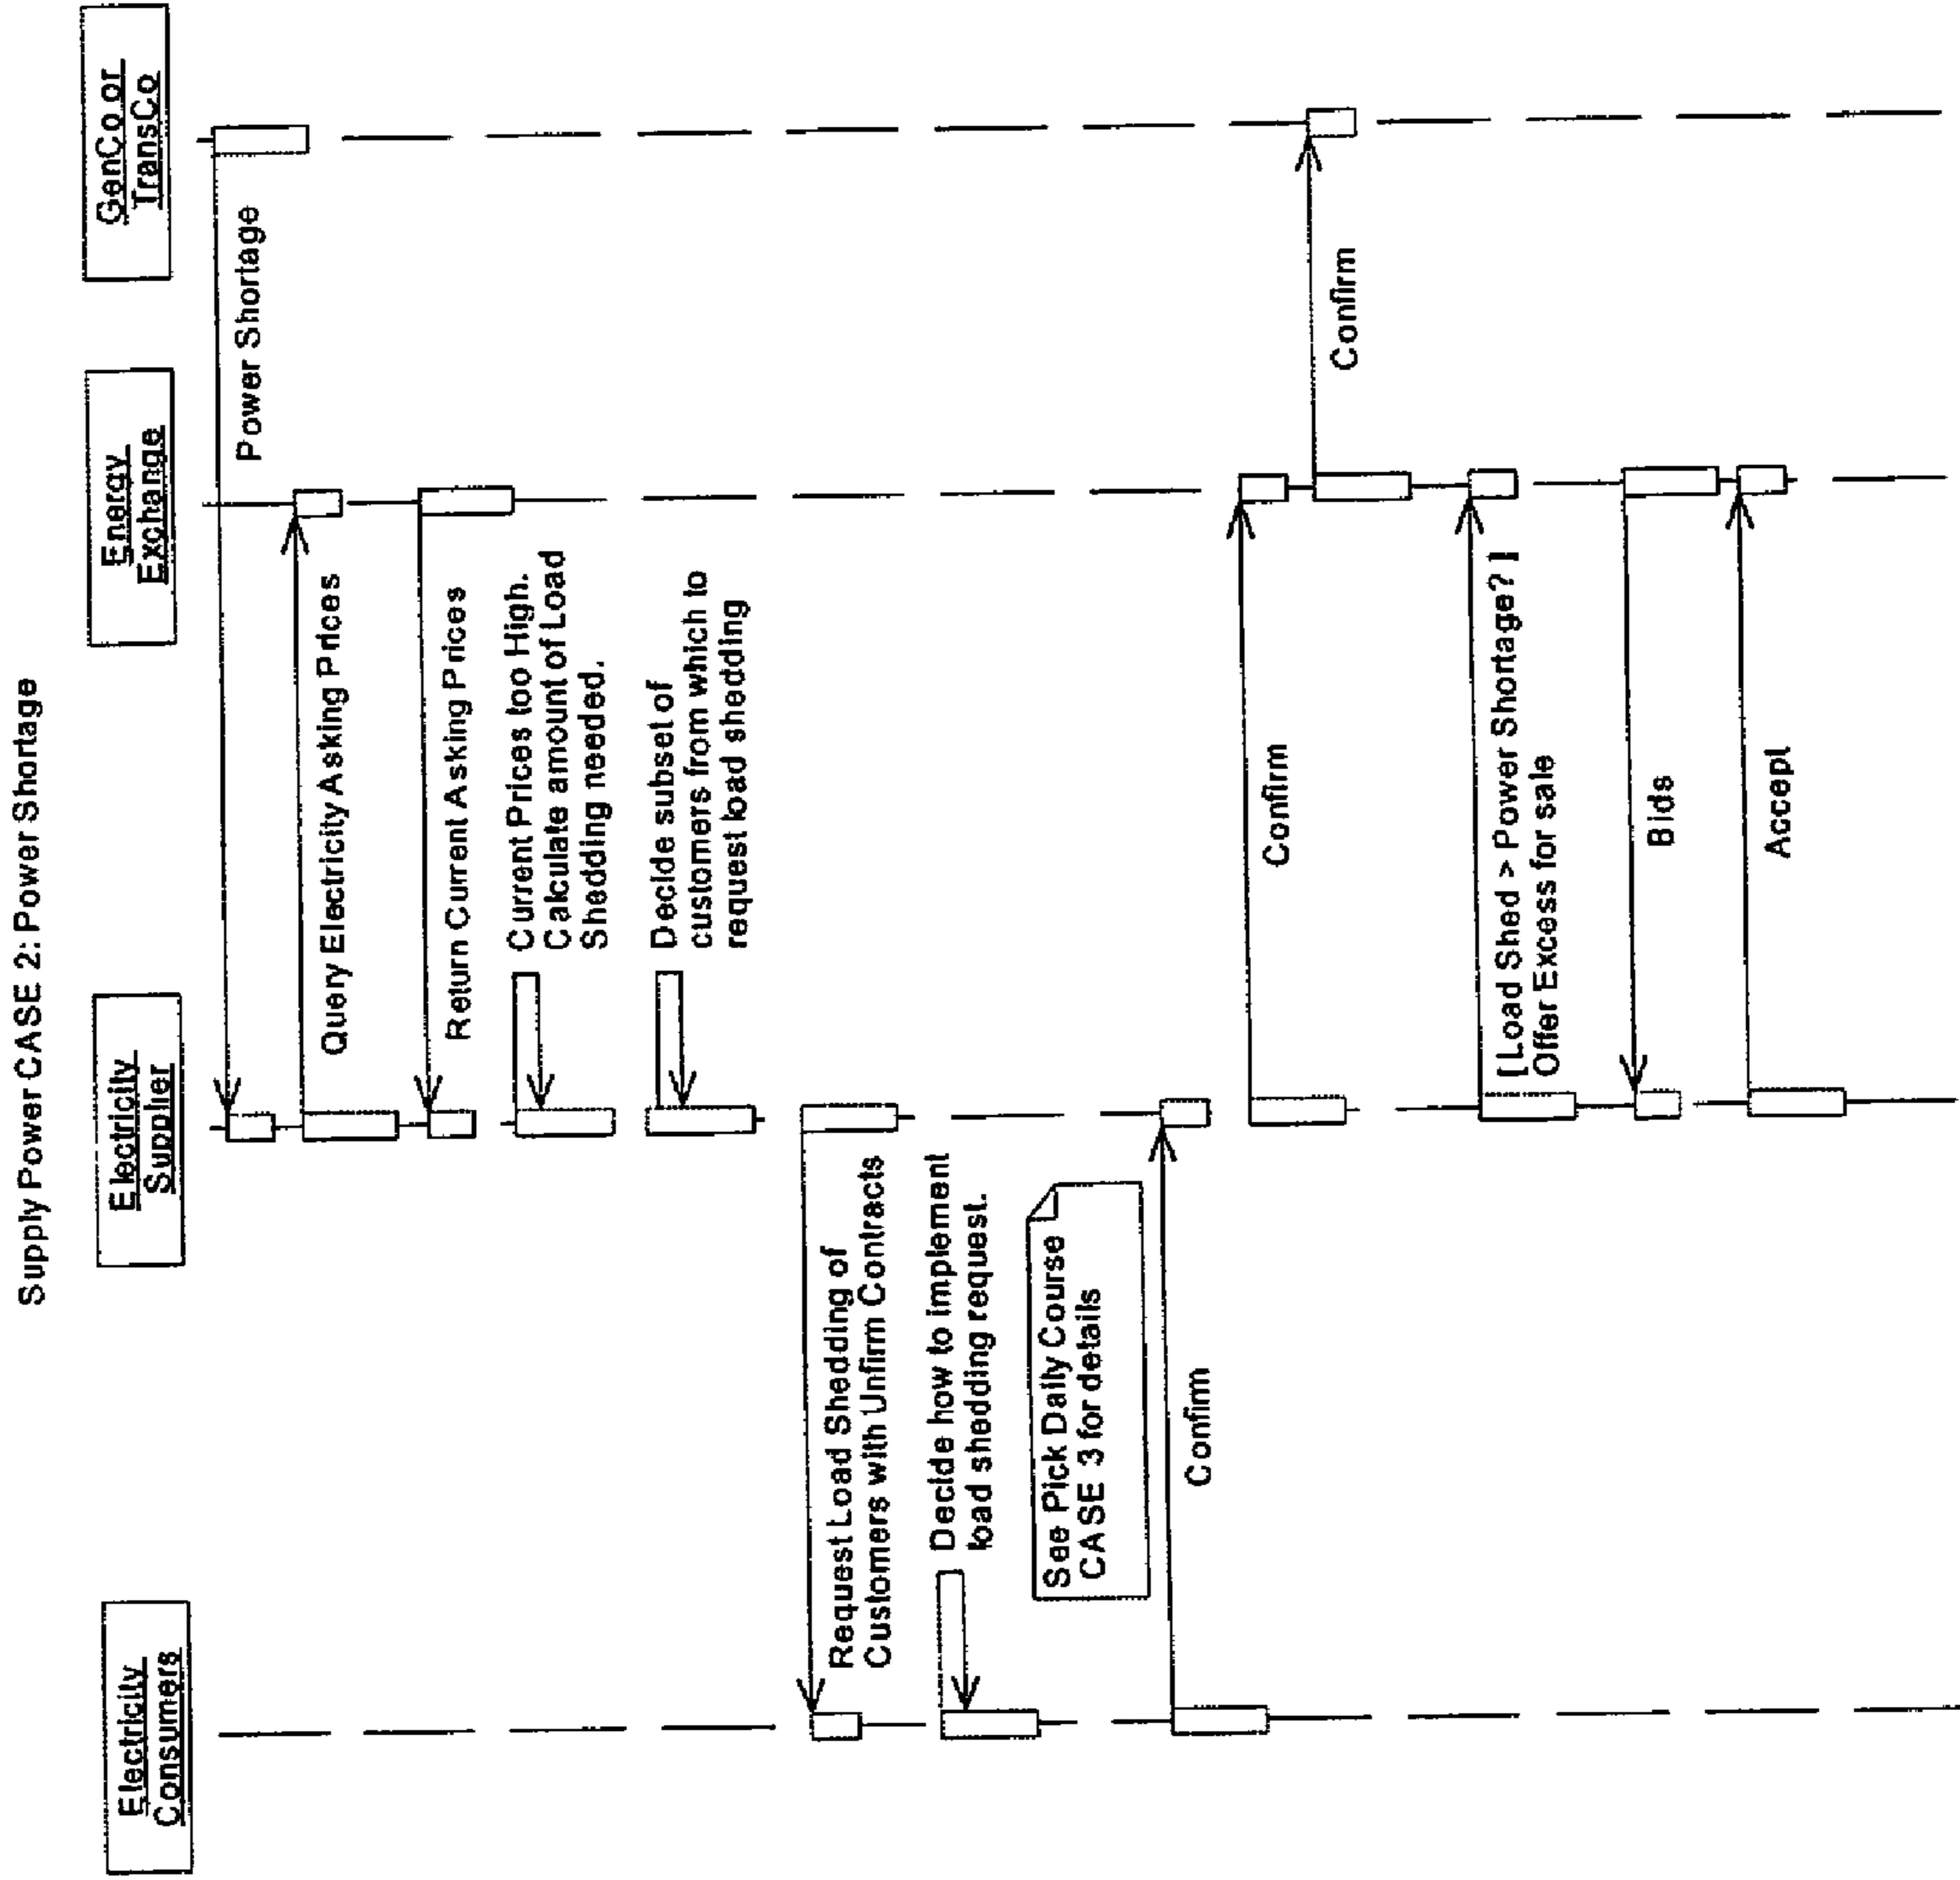 Supply Power CASE 2: Power Shortage
Electricity
Consumers
Electricity
Supplier
Energy
Exchange
GenCo or
TransCo
Power Shortage
Query Electricity Asking Prices
Return Current Asking Prices
Current Prices too High.
Calculate amount of Load
Shedding needed.
Decide subset of
customers from which to
request load shedding
Request Load Shedding of
Customers with Unfirm Contracts
Decide how to implement
load shedding request.
See Pick Daily Course
CASE 3 for details
Confirm
Confirm
Confirm
[Load Shed > Power Shortage? ]
Offer Excess for sale
Bids
Accept